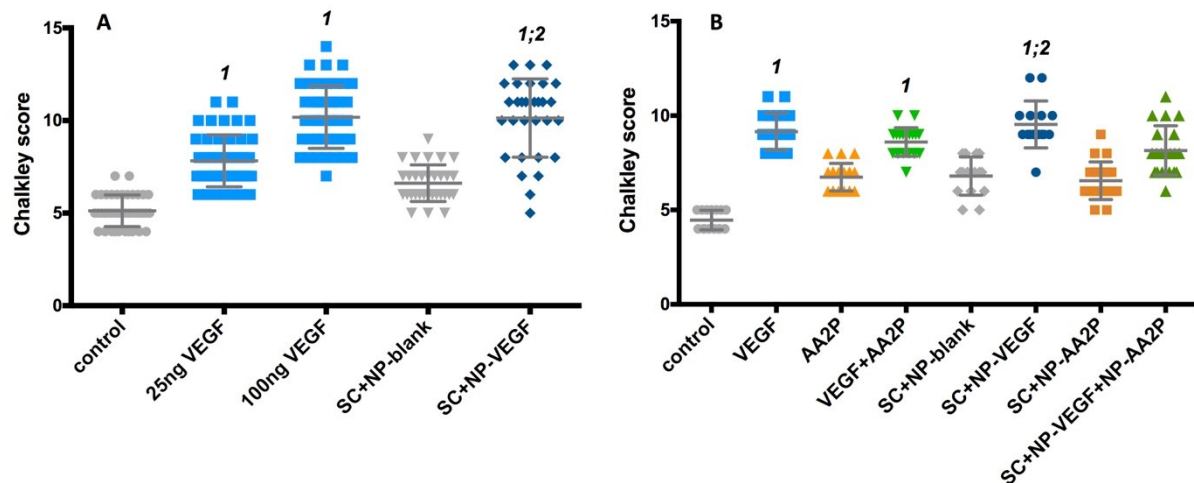 A
Chalkley score
15
10
5
0
1
1
1;2
control
25ng VEGF
100ng VEGF
SC+NP-blank
SC+NP-VEGF
B
Chalkley score
15
10
5
0
1
1
1;2
control
VEGF
AA2P
VEGF+AA2P
SC+NP-blank
SC+NP-VEGF
SC+NP-AA2P
SC+NP-VEGF+NP-AA2P